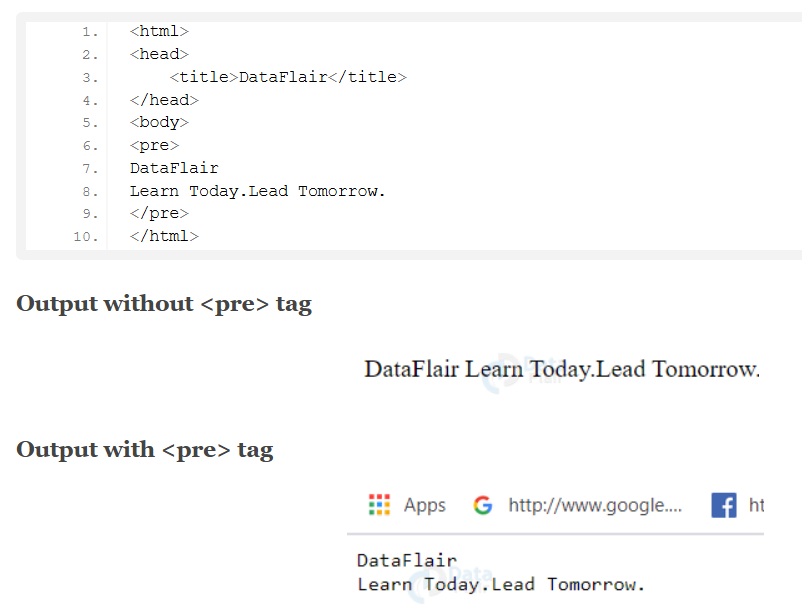 1. <html>
2. <head>
3. <title>DataFlair</title>
4. </head>
5. <body>
6. <pre>
7. DataFlair
8. Learn Today.Lead Tomorrow.
9. </pre>
10. </html>
Output without <pre> tag
DataFlair Learn Today.Lead Tomorrow.
Output with <pre> tag
Apps http://www.google.... ht
DataFlair
Learn Today.Lead Tomorrow.